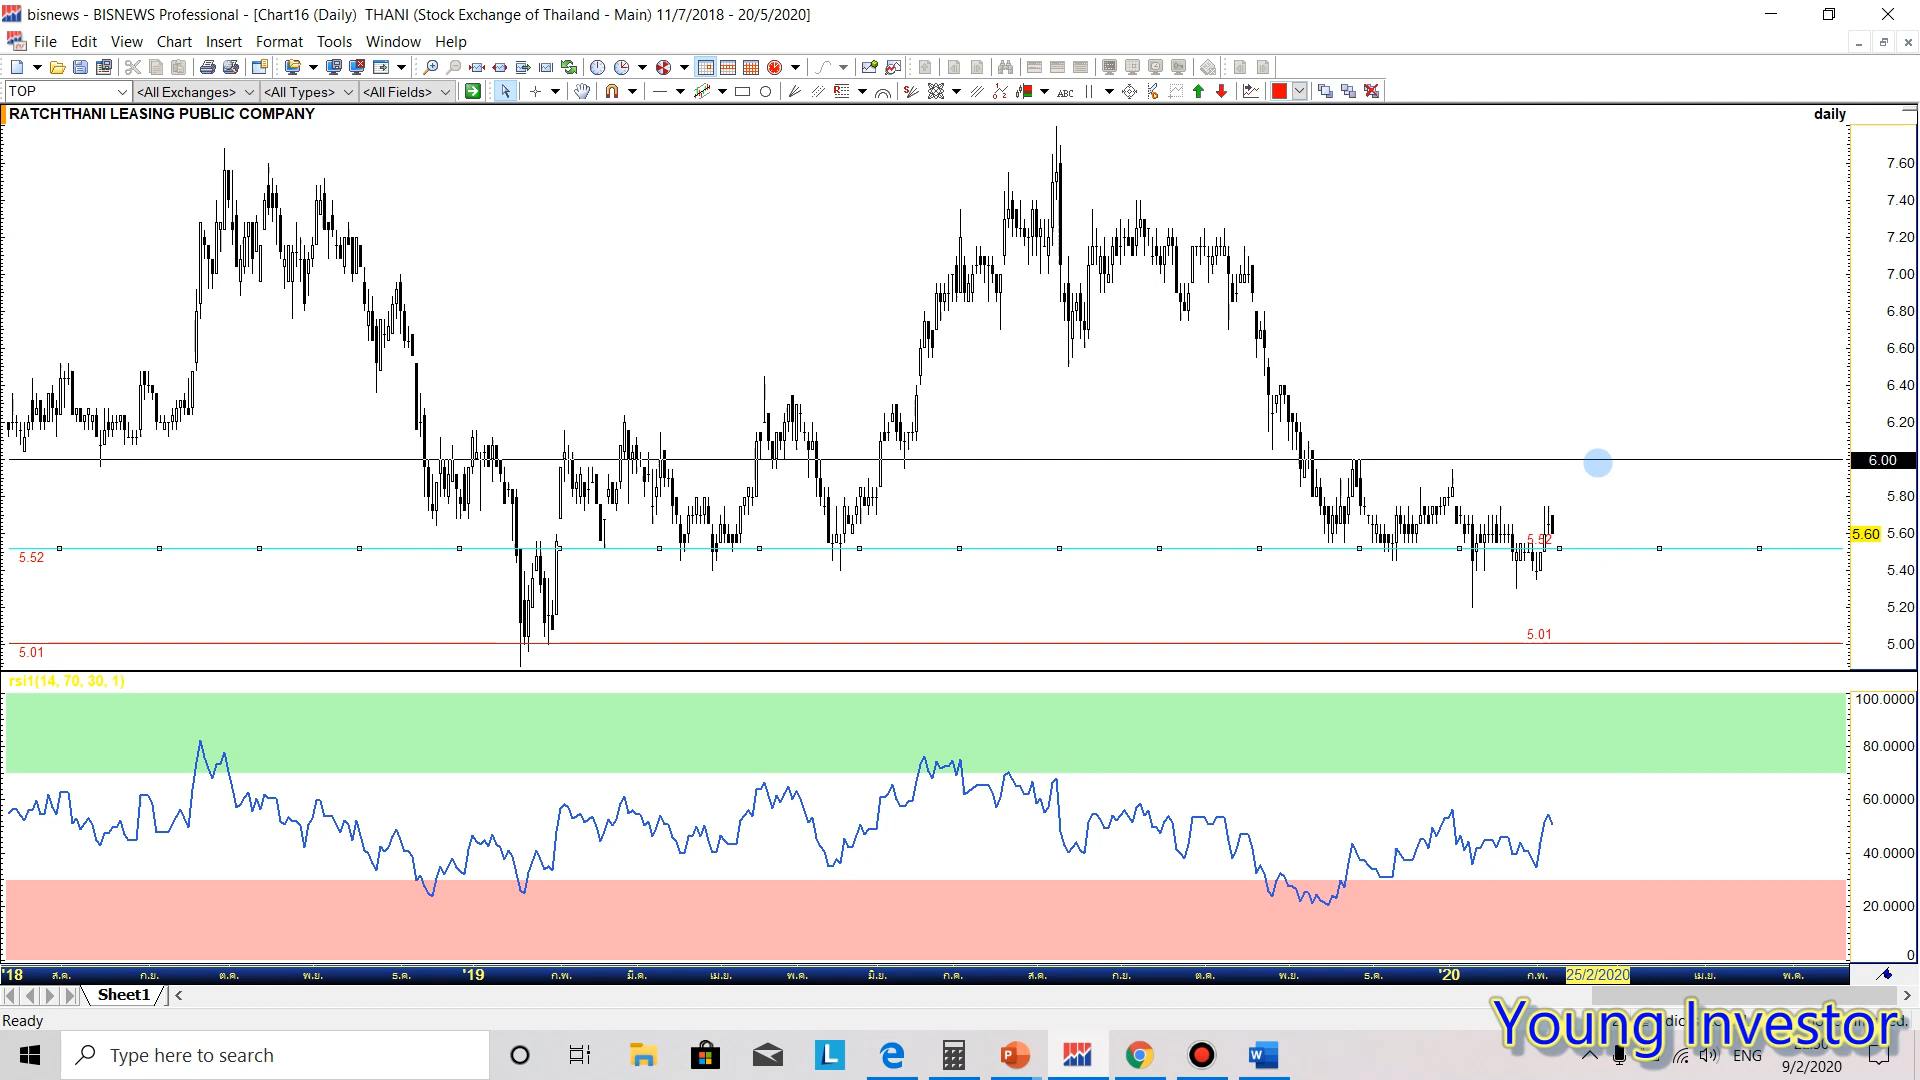 bisnews - BISNEWS Professional - [Chart16 (Daily)  THANI (Stock Exchange of Thailand - Main) 11/7/2018 - 20/5/2020]
File Edit View Chart Insert Format Tools Window Help
TOP <All Exchanges> <All Types> <All Fields> ABC
RATCHTHANI LEASING PUBLIC COMPANY daily
7.60
7.40
7.20
7.00
6.80
6.60
6.40
6.20
6.00
5.80
5.60 5.60
5.52 5.52
5.40
5.20
5.01 5.01 5.00
rsi1(14, 70, 30, 1)
100.0000
80.0000
60.0000
40.0000
20.0000
0
'18 ส.ค. ก.ย. ต.ค. พ.ย. ธ.ค. '19 ก.พ. มี.ค. เม.ย. พ.ค. มิ.ย. ก.ค. ส.ค. ก.ย. ต.ค. พ.ย. ธ.ค. '20 ก.พ. 25/2/2020 เม.ย. พ.ค.
Sheet1
Ready
Young Investor
Type here to search
ENG
9/2/2020